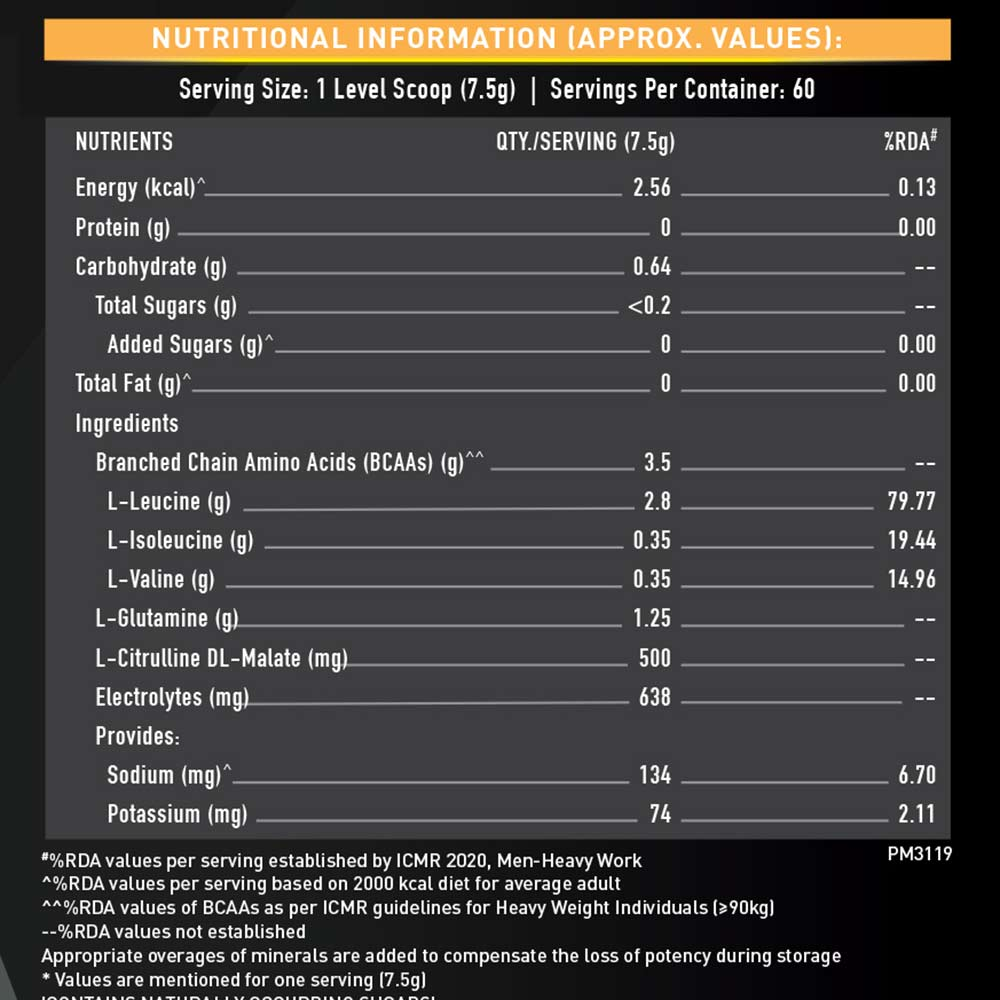 NUTRITIONAL INFORMATION (APPROX. VALUES):
Serving Size: 1 Level Scoop (7.5g) | Servings Per Container: 60
NUTRIENTS QTY./SERVING (7.5g) %RDA#
Energy (kcal)^ 2.56 0.13
Protein (g) 0 0.00
Carbohydrate (g) 0.64 --
Total Sugars (g) <0.2 --
Added Sugars (g)^ 0 0.00
Total Fat (g)^ 0 0.00
Ingredients
Branched Chain Amino Acids (BCAAs) (g)^^ 3.5 --
L-Leucine (g) 2.8 79.77
L-Isoleucine (g) 0.35 19.44
L-Valine (g) 0.35 14.96
L-Glutamine (g) 1.25 --
L-Citrulline DL-Malate (mg) 500 --
Electrolytes (mg) 638 --
Provides:
Sodium (mg)^ 134 6.70
Potassium (mg) 74 2.11
#%RDA values per serving established by ICMR 2020, Men-Heavy Work PM3119
^%RDA values per serving based on 2000 kcal diet for average adult
^^%RDA values of BCAAs as per ICMR guidelines for Heavy Weight Individuals (≥90kg)
--%RDA values not established
Appropriate overages of minerals are added to compensate the loss of potency during storage
* Values are mentioned for one serving (7.5g)
(CONTAINS NATURALLY OCCURRING SUGARS)